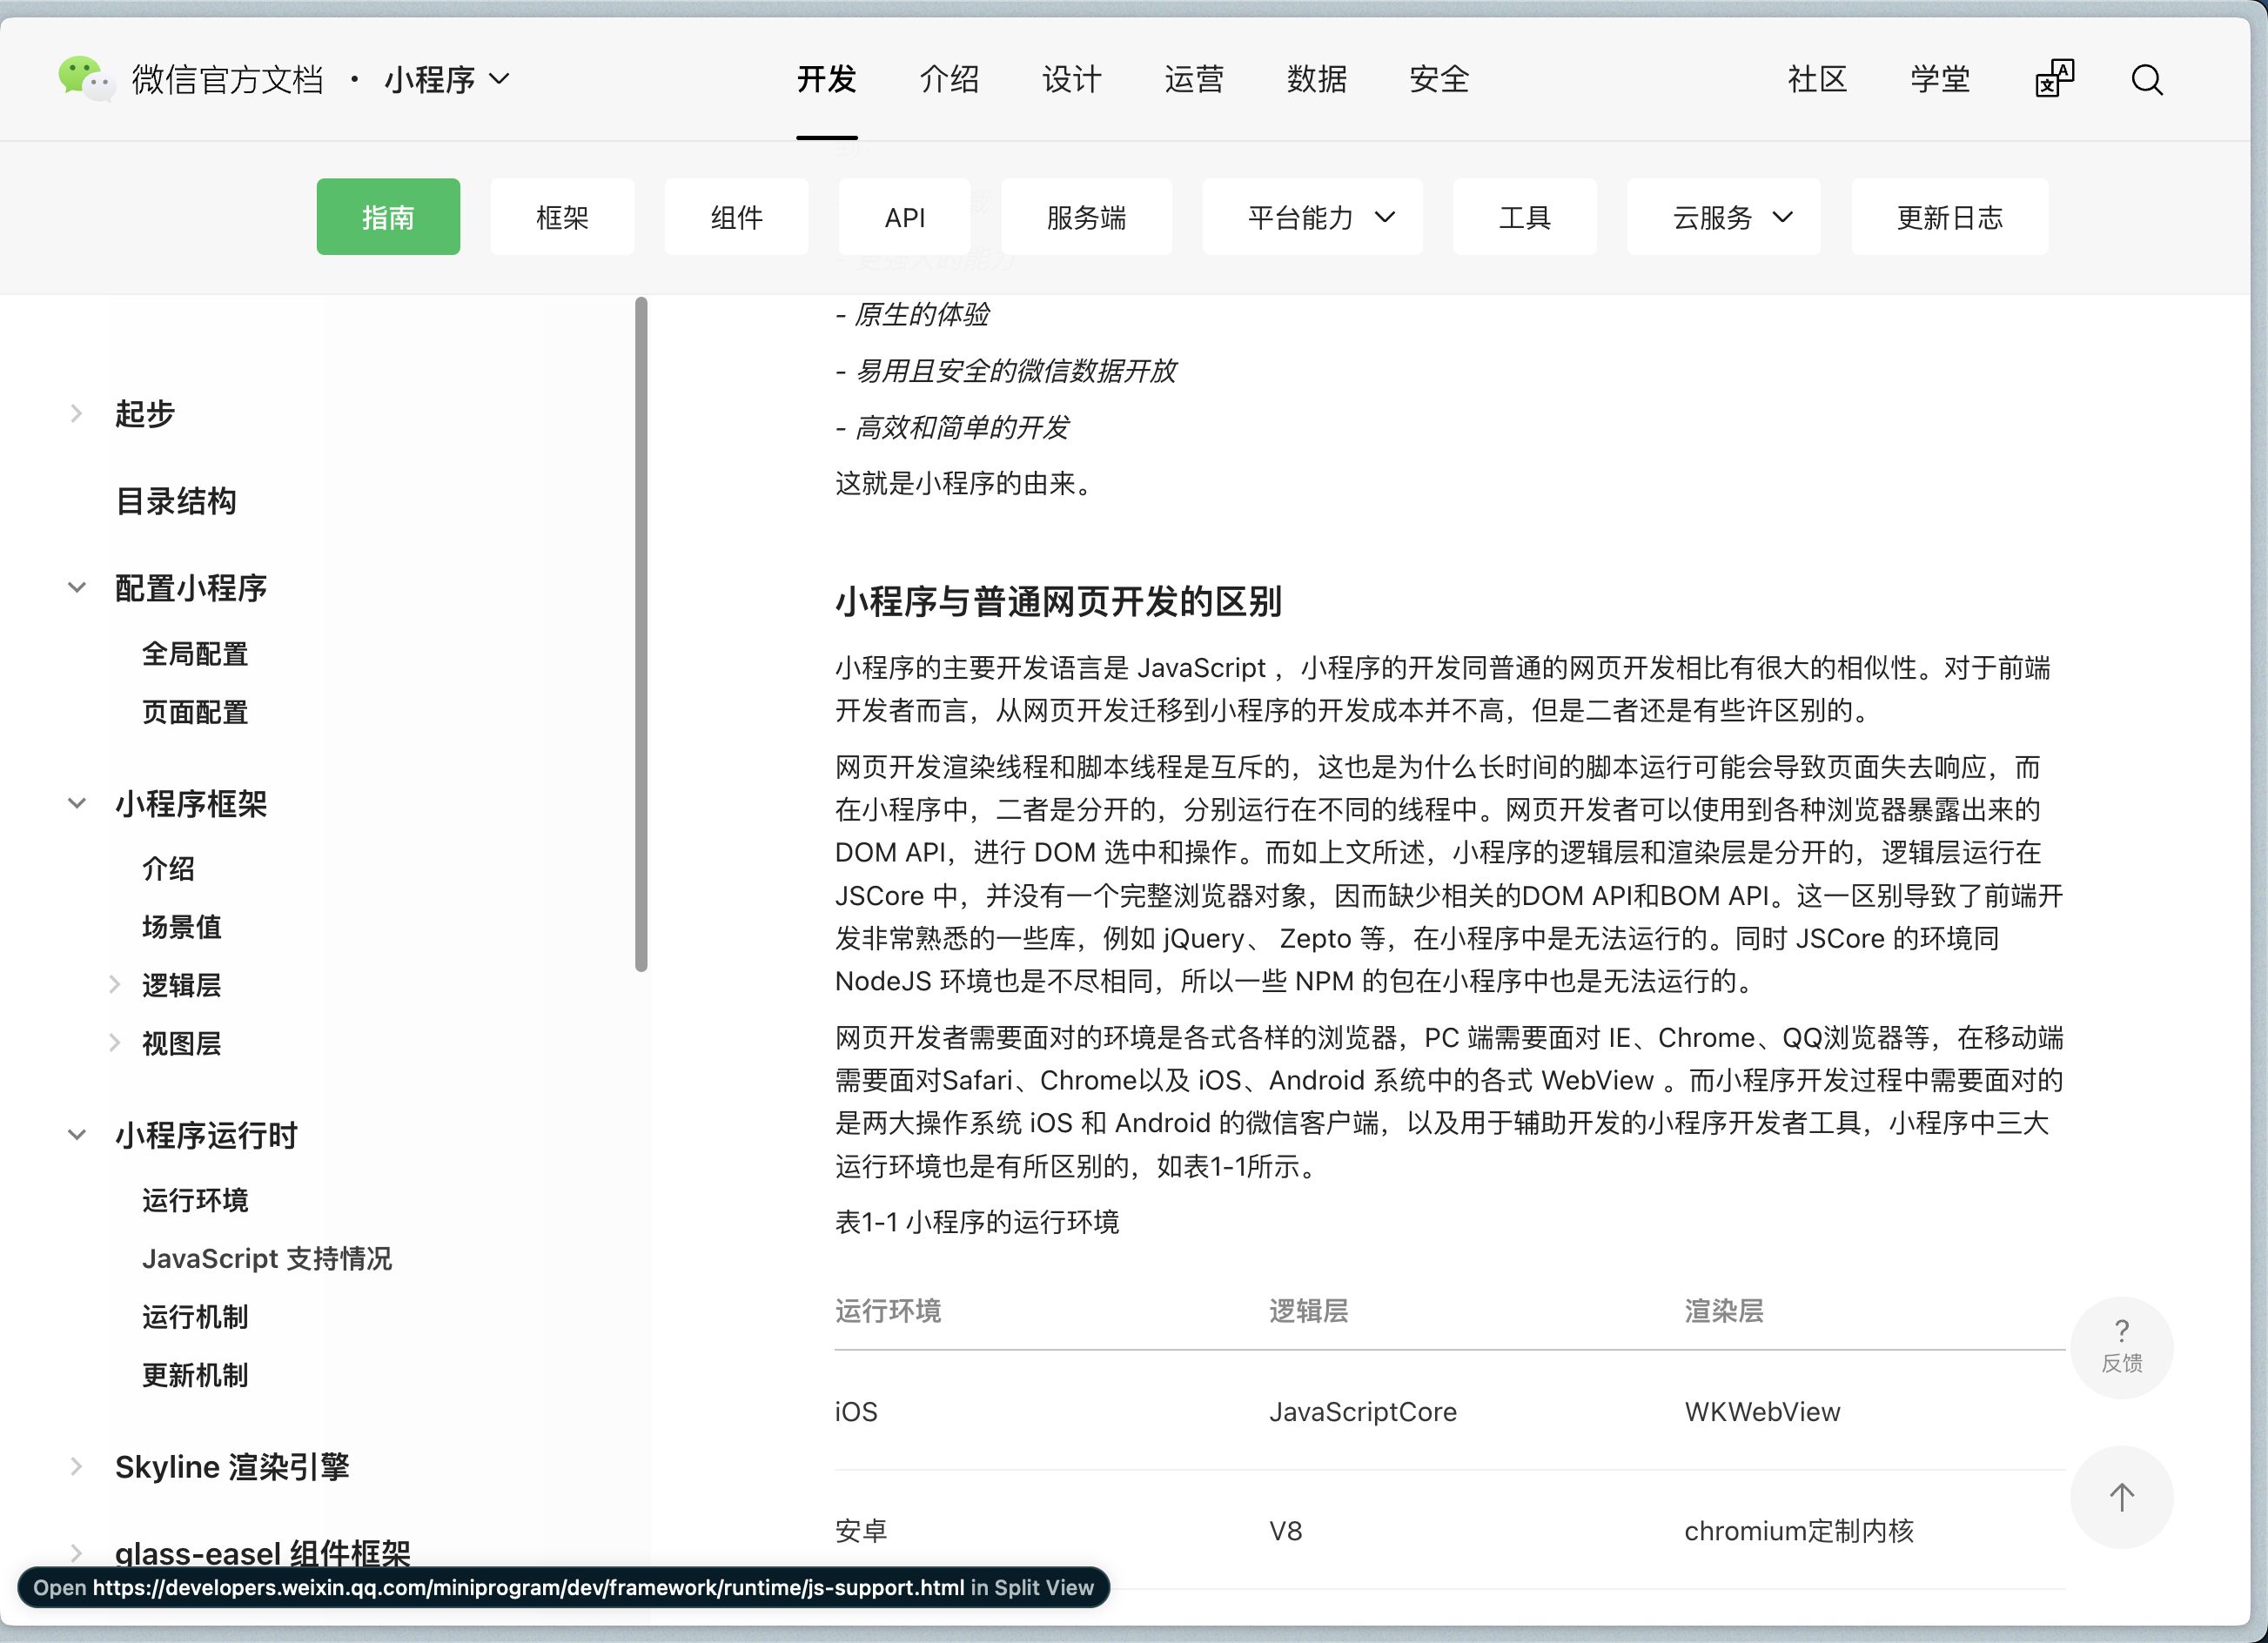 微信官方文档 · 小程序
开发 介绍 设计 运营 数据 安全
社区 学堂
指南 框架 组件 API 服务端 平台能力 工具 云服务 更新日志
起步
目录结构
配置小程序
全局配置
页面配置
小程序框架
介绍
场景值
逻辑层
视图层
小程序运行时
运行环境
JavaScript 支持情况
运行机制
更新机制
Skyline 渲染引擎
glass-easel 组件框架
- 更强大的能力
- 原生的体验
- 易用且安全的微信数据开放
- 高效和简单的开发
这就是小程序的由来。
小程序与普通网页开发的区别
小程序的主要开发语言是 JavaScript ，小程序的开发同普通的网页开发相比有很大的相似性。对于前端
开发者而言，从网页开发迁移到小程序的开发成本并不高，但是二者还是有些许区别的。
网页开发渲染线程和脚本线程是互斥的，这也是为什么长时间的脚本运行可能会导致页面失去响应，而
在小程序中，二者是分开的，分别运行在不同的线程中。网页开发者可以使用到各种浏览器暴露出来的
DOM API，进行 DOM 选中和操作。而如上文所述，小程序的逻辑层和渲染层是分开的，逻辑层运行在
JSCore 中，并没有一个完整浏览器对象，因而缺少相关的DOM API和BOM API。这一区别导致了前端开
发非常熟悉的一些库，例如 jQuery、 Zepto 等，在小程序中是无法运行的。同时 JSCore 的环境同
NodeJS 环境也是不尽相同，所以一些 NPM 的包在小程序中也是无法运行的。
网页开发者需要面对的环境是各式各样的浏览器，PC 端需要面对 IE、Chrome、QQ浏览器等，在移动端
需要面对Safari、Chrome以及 iOS、Android 系统中的各式 WebView 。而小程序开发过程中需要面对的
是两大操作系统 iOS 和 Android 的微信客户端，以及用于辅助开发的小程序开发者工具，小程序中三大
运行环境也是有所区别的，如表1-1所示。
表1-1 小程序的运行环境
运行环境 逻辑层 渲染层
iOS JavaScriptCore WKWebView
安卓 V8 chromium定制内核
?
反馈
Open https://developers.weixin.qq.com/miniprogram/dev/framework/runtime/js-support.html in Split View